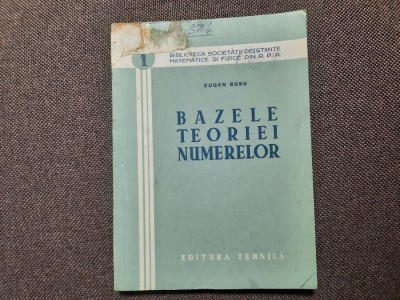 BIBLIOTECA SOCIETĂȚII DE ȘTIINȚE
MATEMATICE ȘI FIZICE DIN R.P.R.
1
EUGEN RUSU
BAZELE
TEORIEI
NUMERELOR
EDITURA TEHNICĂ